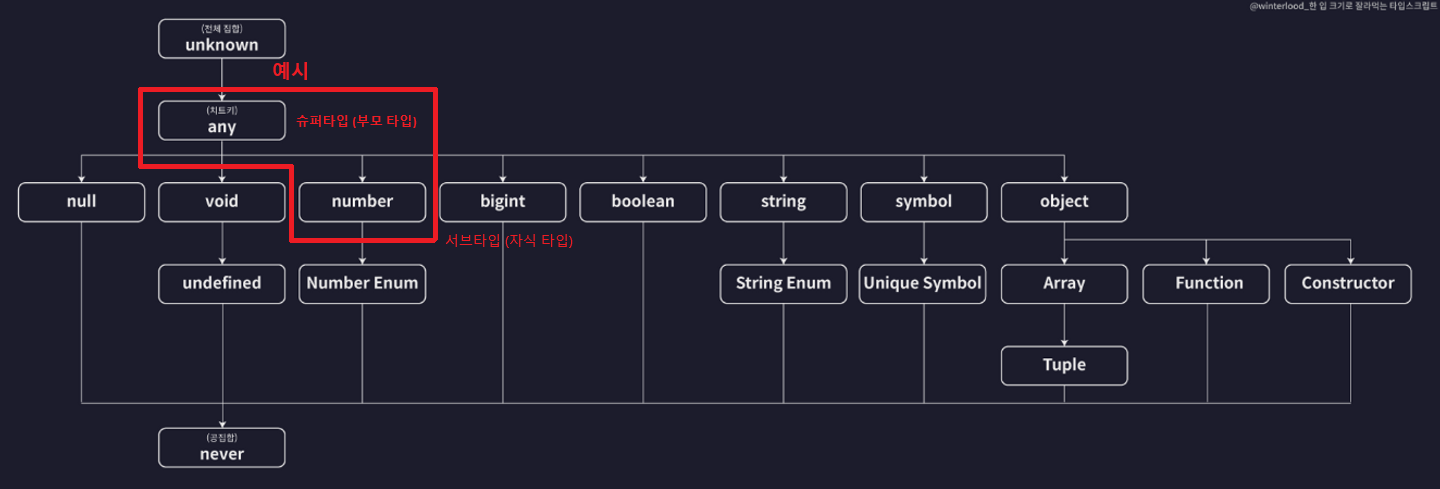 @winterlood_한 입 크기로 잘라먹는 타입스크립트
(전체 집합)
unknown
예시
(치트키)
any
슈퍼타입 (부모 타입)
null
void
number
bigint
boolean
string
symbol
object
서브타입 (자식 타입)
undefined
Number Enum
String Enum
Unique Symbol
Array
Function
Constructor
Tuple
(공집합)
never